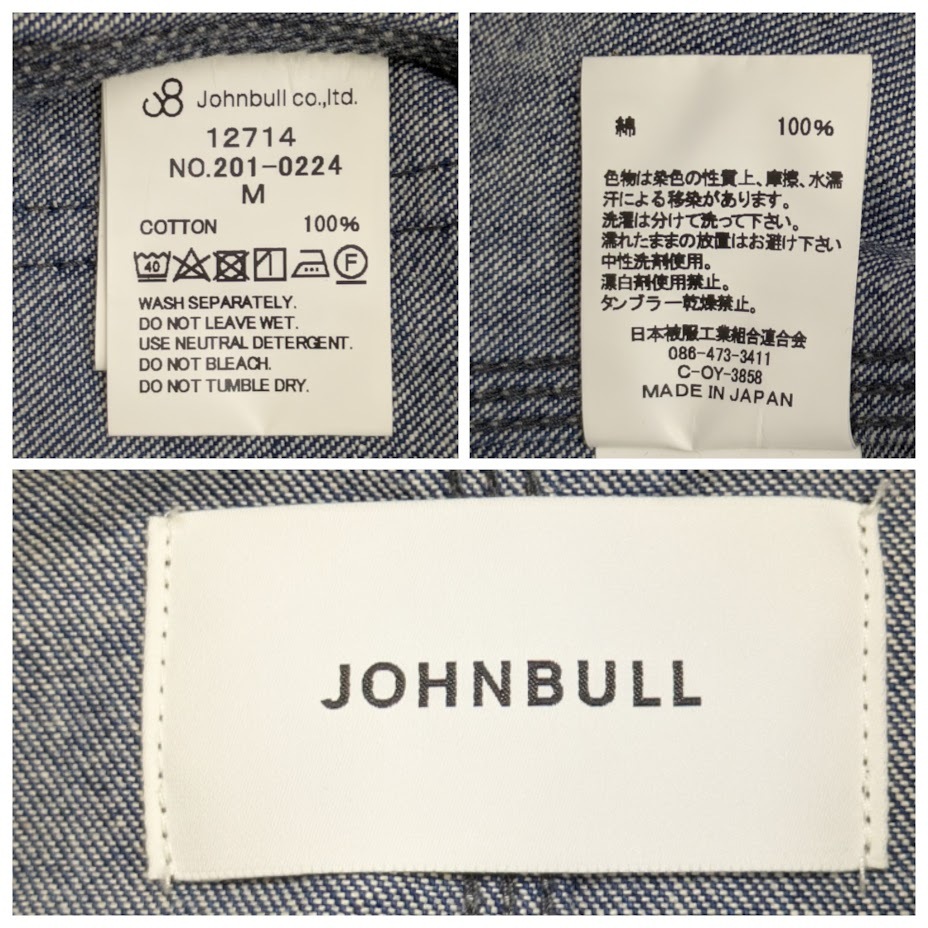 Johnbull co.,ltd.
12714
NO.201-0224
M
COTTON 100%
40
F
WASH SEPARATELY.
DO NOT LEAVE WET.
USE NEUTRAL DETERGENT.
DO NOT BLEACH.
DO NOT TUMBLE DRY.
綿 100%
色物は染色の性質上、摩擦、水濡
汗による移染があります。
洗濯は分けて洗って下さい。
濡れたままの放置はお避け下さい
中性洗剤使用。
漂白剤使用禁止。
タンブラー乾燥禁止。
日本被服工業組合連合会
086-473-3411
C-OY-3858
MADE IN JAPAN
JOHNBULL